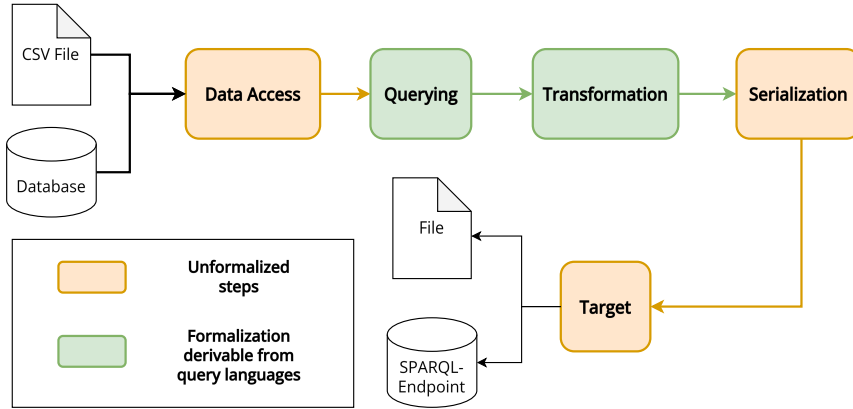 CSV File
Data Access
Querying
Transformation
Serialization
Database
File
Unformalized
steps
Target
Formalization
derivable from
query languages
SPARQL-
Endpoint